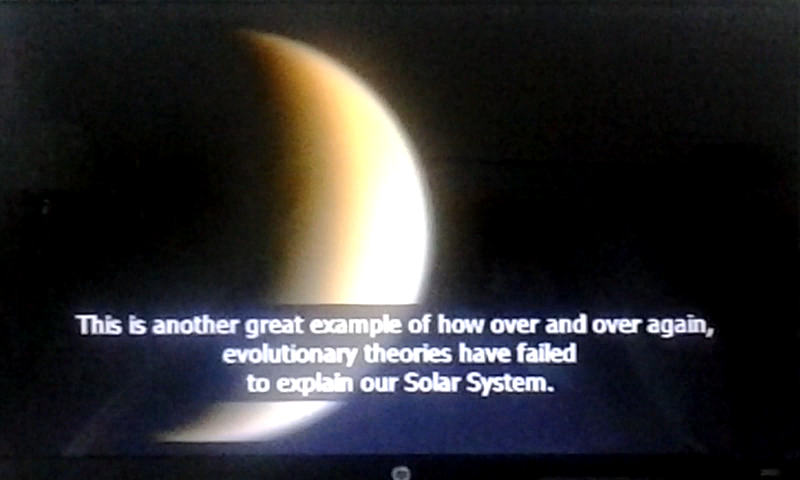 This is another great example of how over and over again,
evolutionary theories have failed
to explain our Solar System.